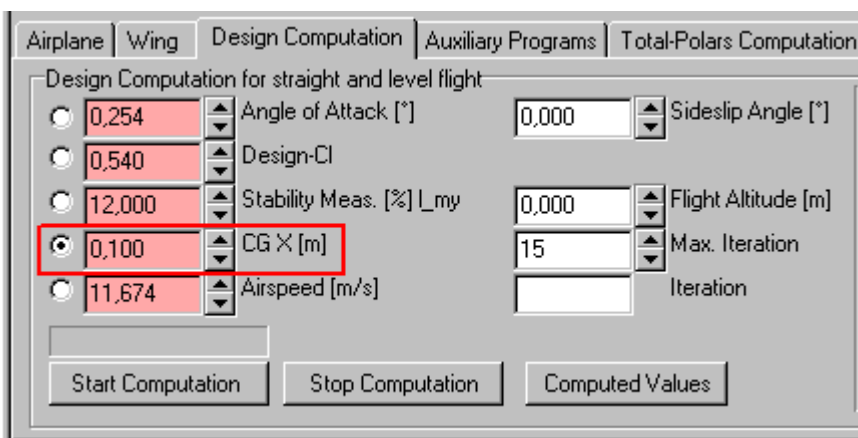 Airplane Wing Design Computation Auxiliary Programs Total-Polars Computation
Design Computation for straight and level flight
0,254 Angle of Attack [°] 0,000 Sideslip Angle [°]
0,540 Design-Cl
12,000 Stability Meas. [%] l_my 0,000 Flight Altitude [m]
0,100 CG X [m] 15 Max. Iteration
11,674 Airspeed [m/s] Iteration
Start Computation Stop Computation Computed Values